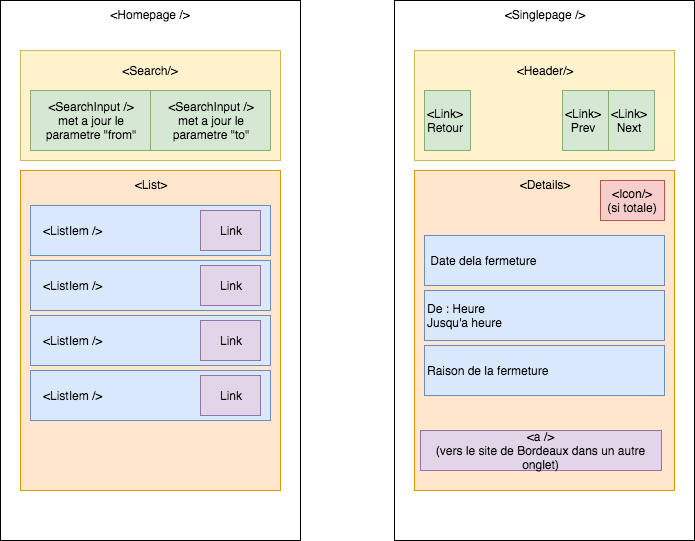 <Homepage />
<Search/>
<SearchInput />
met a jour le
parametre "from"
<SearchInput />
met a jour le
parametre "to"
<List>
<ListIem />
Link
<ListIem />
Link
<ListIem />
Link
<ListIem />
Link
<Singlepage />
<Header/>
<Link>
Retour
<Link>
Prev
<Link>
Next
<Details>
<Icon/>
(si totale)
Date dela fermeture
De : Heure
Jusqu'a heure
Raison de la fermeture
<a />
(vers le site de Bordeaux dans un autre
onglet)